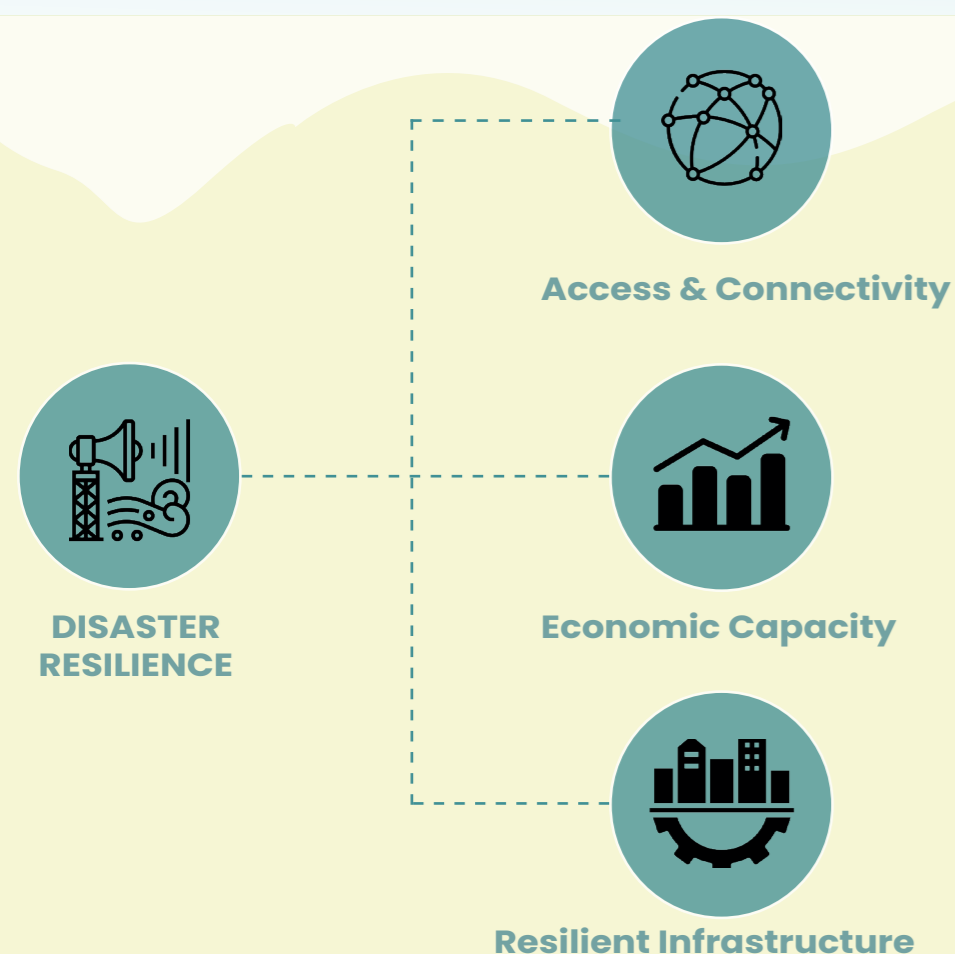 Access & Connectivity
DISASTER
RESILIENCE
Economic Capacity
Resilient Infrastructure